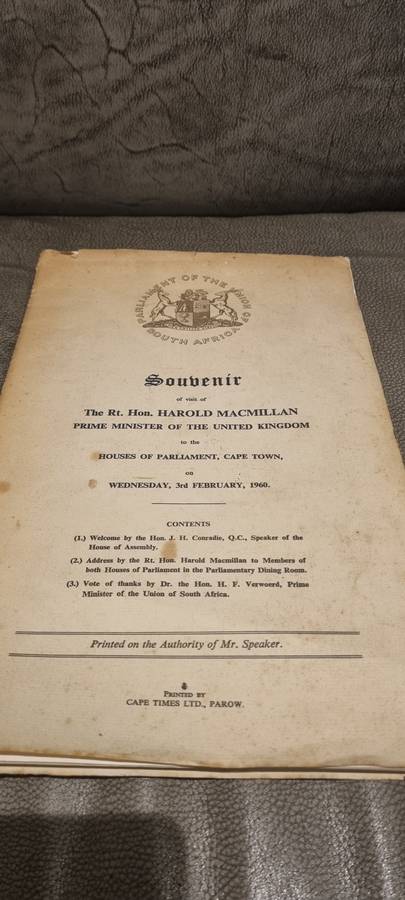 PARLIAMENT OF THE UNION OF
SOUTH AFRICA
Souvenir
of visit of
The Rt. Hon. HAROLD MACMILLAN
PRIME MINISTER OF THE UNITED KINGDOM
to the
HOUSES OF PARLIAMENT, CAPE TOWN,
on
WEDNESDAY, 3rd FEBRUARY, 1960.
CONTENTS
(1.) Welcome by the Hon. J. H. Conradie, Q.C., Speaker of the
House of Assembly.
(2.) Address by the Rt. Hon. Harold Macmillan to Members of
both Houses of Parliament in the Parliamentary Dining Room.
(3.) Vote of thanks by Dr. the Hon. H. F. Verwoerd, Prime
Minister of the Union of South Africa.
Printed on the Authority of Mr. Speaker.
PRINTED BY
CAPE TIMES LTD., PAROW.